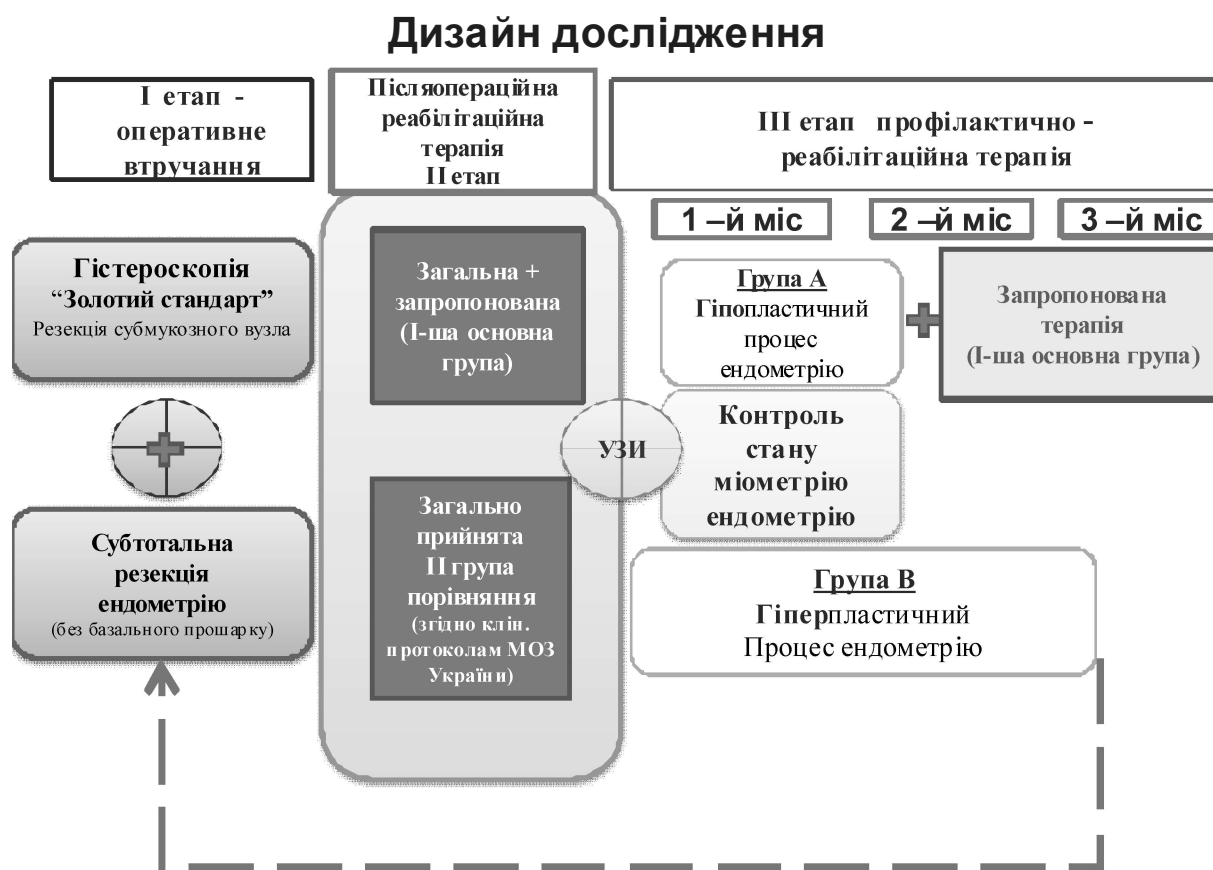 Дизайн дослідження
І етап -
оперативне
втручання
Післяопераційна
реабілітаційна
терапія
ІІ етап
ІІІ етап профілактично -
реабілітаційна терапія
1 –й міс
2 –й міс
3 –й міс
Гістероскопія
“Золотий стандарт”
Резекція субмукозного вузла
Субтотальна
резекція
ендометрію
(без базального прошарку)
Загальна +
запропонована
(І-ша основна
група)
Загально
прийнята
ІІ група
порівняння
(згідно клін.
протоколам МОЗ
України)
УЗИ
Група А
Гіпопластичний
процес
ендометрію
Запропонована
терапія
(І-ша основна група)
Контроль
стану
міометрію
ендометрію
Група В
Гіперпластичний
Процес ендометрію